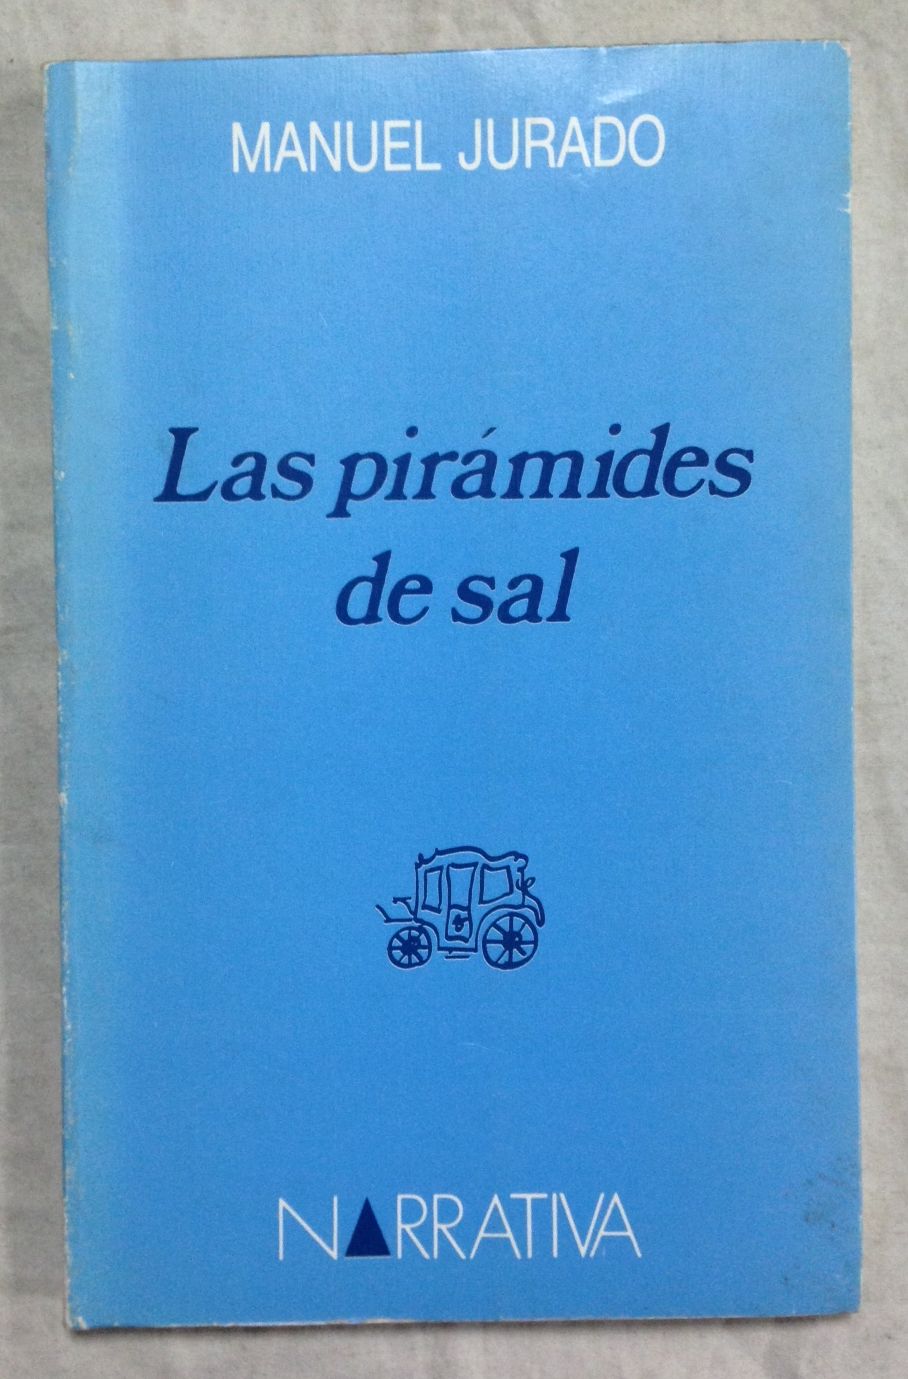 MANUEL JURADO
Las pirámides
de sal
NARRATIVA